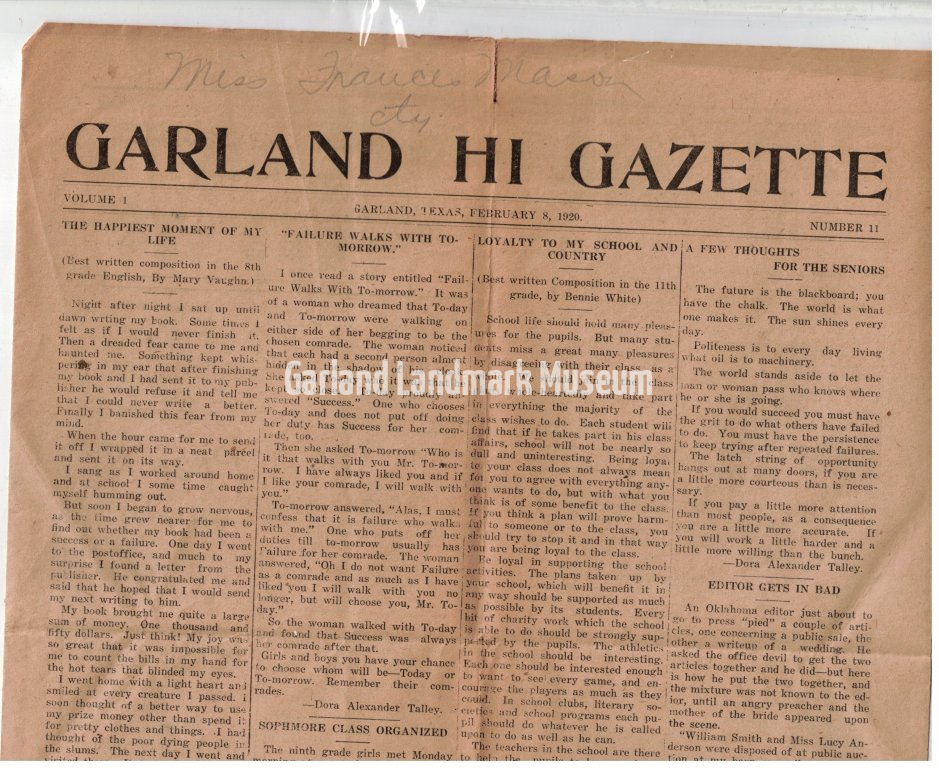 Miss Frances Mason
cty
GARLAND HI GAZETTE
VOLUME 1
GARLAND, TEXAS, FEBRUARY 8, 1920.
NUMBER 11
THE HAPPIEST MOMENT OF MY
LIFE
(Best written composition in the 8th
grade English, By Mary Vaughn.)
Night after night I sat up until
dawn wrting my book. Some times I
felt as if I would never finish it.
Then a dreaded fear came to me and
haunted me. Something kept whis-
pering in my ear that after finishing
my book and I had sent it to my pub-
lisher he would refuse it and tell me
that I could never write a better.
Finally I banished this fear from my
mind.
When the hour came for me to send
it off I wrapped it in a neat parcel
and sent it on its way.
I sang as I worked around home
and at school I some time caught
myself humming out.
But soon I began to grow nervous,
as the time grew nearer for me to
find out whether my book had been a
success or a failure. One day I went
to the postoffice, and much to my
surprise I found a letter from the
publisher. He congratulated me and
said that he hoped that I would send
my next writing to him.
My book brought me quite a large
sum of money. One thousand and
fifty dollars. Just think! My joy was
so great that it was impossible for
me to count the bills in my hand for
the hot tears that blinded my eyes.
I went home with a light heart and
smiled at every creature I passed. I
soon thought of a better way to use
my prize money other than spend it
for pretty clothes and things. I had
thought of the poor dying people in
the slums. The next day I went and
"FAILURE WALKS WITH TO-
MORROW."
I once read a story entitled "Fail-
ure Walks With To-morrow." It was
of a woman who dreamed that To-day
and To-morrow were walking on
either side of her begging to be the
chosen comrade. The woman noticed
that each had a second person almost
hidden in the shadow
She
swered "Success." One who chooses
To-day and does not put off doing
her duty has Success for her com-
rade, too.
Then she asked To-morrow "Who is
it that walks with you Mr. To-mor-
row. I have always liked you and if
I like your comrade, I will walk with
you."
To-morrow answered, "Alas, I must
confess that it is failure who walks
with me." One who puts off her
duties till to-morrow usually has
Failure for her comrade. The woman
answered, "Oh I do not want Failure
as a comrade and as much as I have
liked you I will walk with you no
longer, but will choose you, Mr. To-
day."
So the woman walked with To-day
and found that Success was always
her comrade after that.
Girls and boys you have your chance
to choose whom will be—Today or
To-morrow. Remember their com-
rades.
—Dora Alexander Talley.
SOPHMORE CLASS ORGANIZED
The ninth grade girls met Monday
LOYALTY TO MY SCHOOL AND
COUNTRY
(Best written Composition in the 11th
grade, by Bennie White)
School life should hold many pleas-
ures for the pupils. But many stu-
dents miss a great many pleasures
by disagreeing with their class as a
class
and take part
in everything the majority of the
class wishes to do. Each student will
find that if he takes part in his class
affairs, school will not be nearly so
dull and uninteresting. Being loyal
to your class does not always mean
for you to agree with everything any-
one wants to do, but with what you
think is of some benefit to the class.
If you think a plan will prove harm-
ful to someone or to the class, you
should try to stop it and in that way
you are being loyal to the class.
Be loyal in supporting the school
activities. The plans taken up by
your school, which will benefit it in
any way should be supported as much
as possible by its students. Every
bit of charity work which the school
is able to do should be strongly sup-
ported by the pupils. The athletics
in the school should be interesting.
Each one should be interested enough
to want to see every game, and en-
courage the players as much as they
could. In school clubs, literary so-
cieties and school programs each pu-
pil should do whatever he is called
upon to do as well as he can.
The teachers in the school are there
A FEW THOUGHTS
FOR THE SENIORS
The future is the blackboard; you
have the chalk. The world is what
one makes it. The sun shines every
day.
Politeness is to every day living
what oil is to machinery.
The world stands aside to let the
man or woman pass who knows where
he or she is going.
If you would succeed you must have
the grit to do what others have failed
to do. You must have the persistence
to keep trying after repeated failures.
The latch string of opportunity
hangs out at many doors, if you are
a little more courteous than is neces-
sary.
If you pay a little more attention
than most people, as a consequence
you are a little more accurate. If
you will work a little harder and a
little more willing than the bunch.
—Dora Alexander Talley.
EDITOR GETS IN BAD
An Oklahoma editor just about to
go to press "pied" a couple of arti-
cles, one concerning a public sale, the
other a writeup of a wedding. He
asked the office devil to get the two
articles together and he did—but here
is how he put the two together, and
the mixture was not known to the ed-
ior, until an angry preacher and the
mother of the bride appeared upon
the scene.
"William Smith and Miss Lucy An-
derson were disposed of at public auc-
Garland Landmark Museum